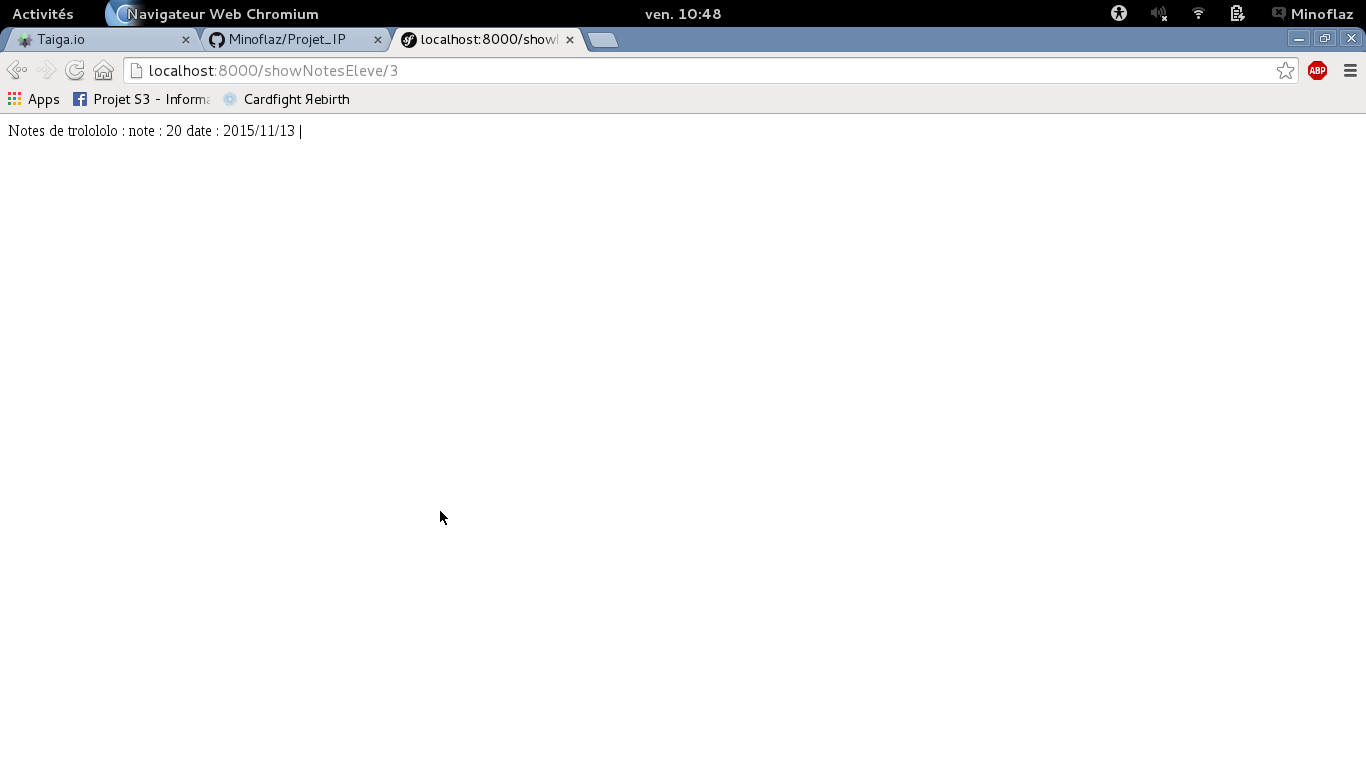 Activités Navigateur Web Chromium ven. 10:48 Minoflaz
Taiga.io Minoflaz/Projet_IP localhost:8000/show
localhost:8000/showNotesEleve/3 ABP
Apps Projet S3 - Informa Cardfight Яebirth
Notes de trolololo : note : 20 date : 2015/11/13 |